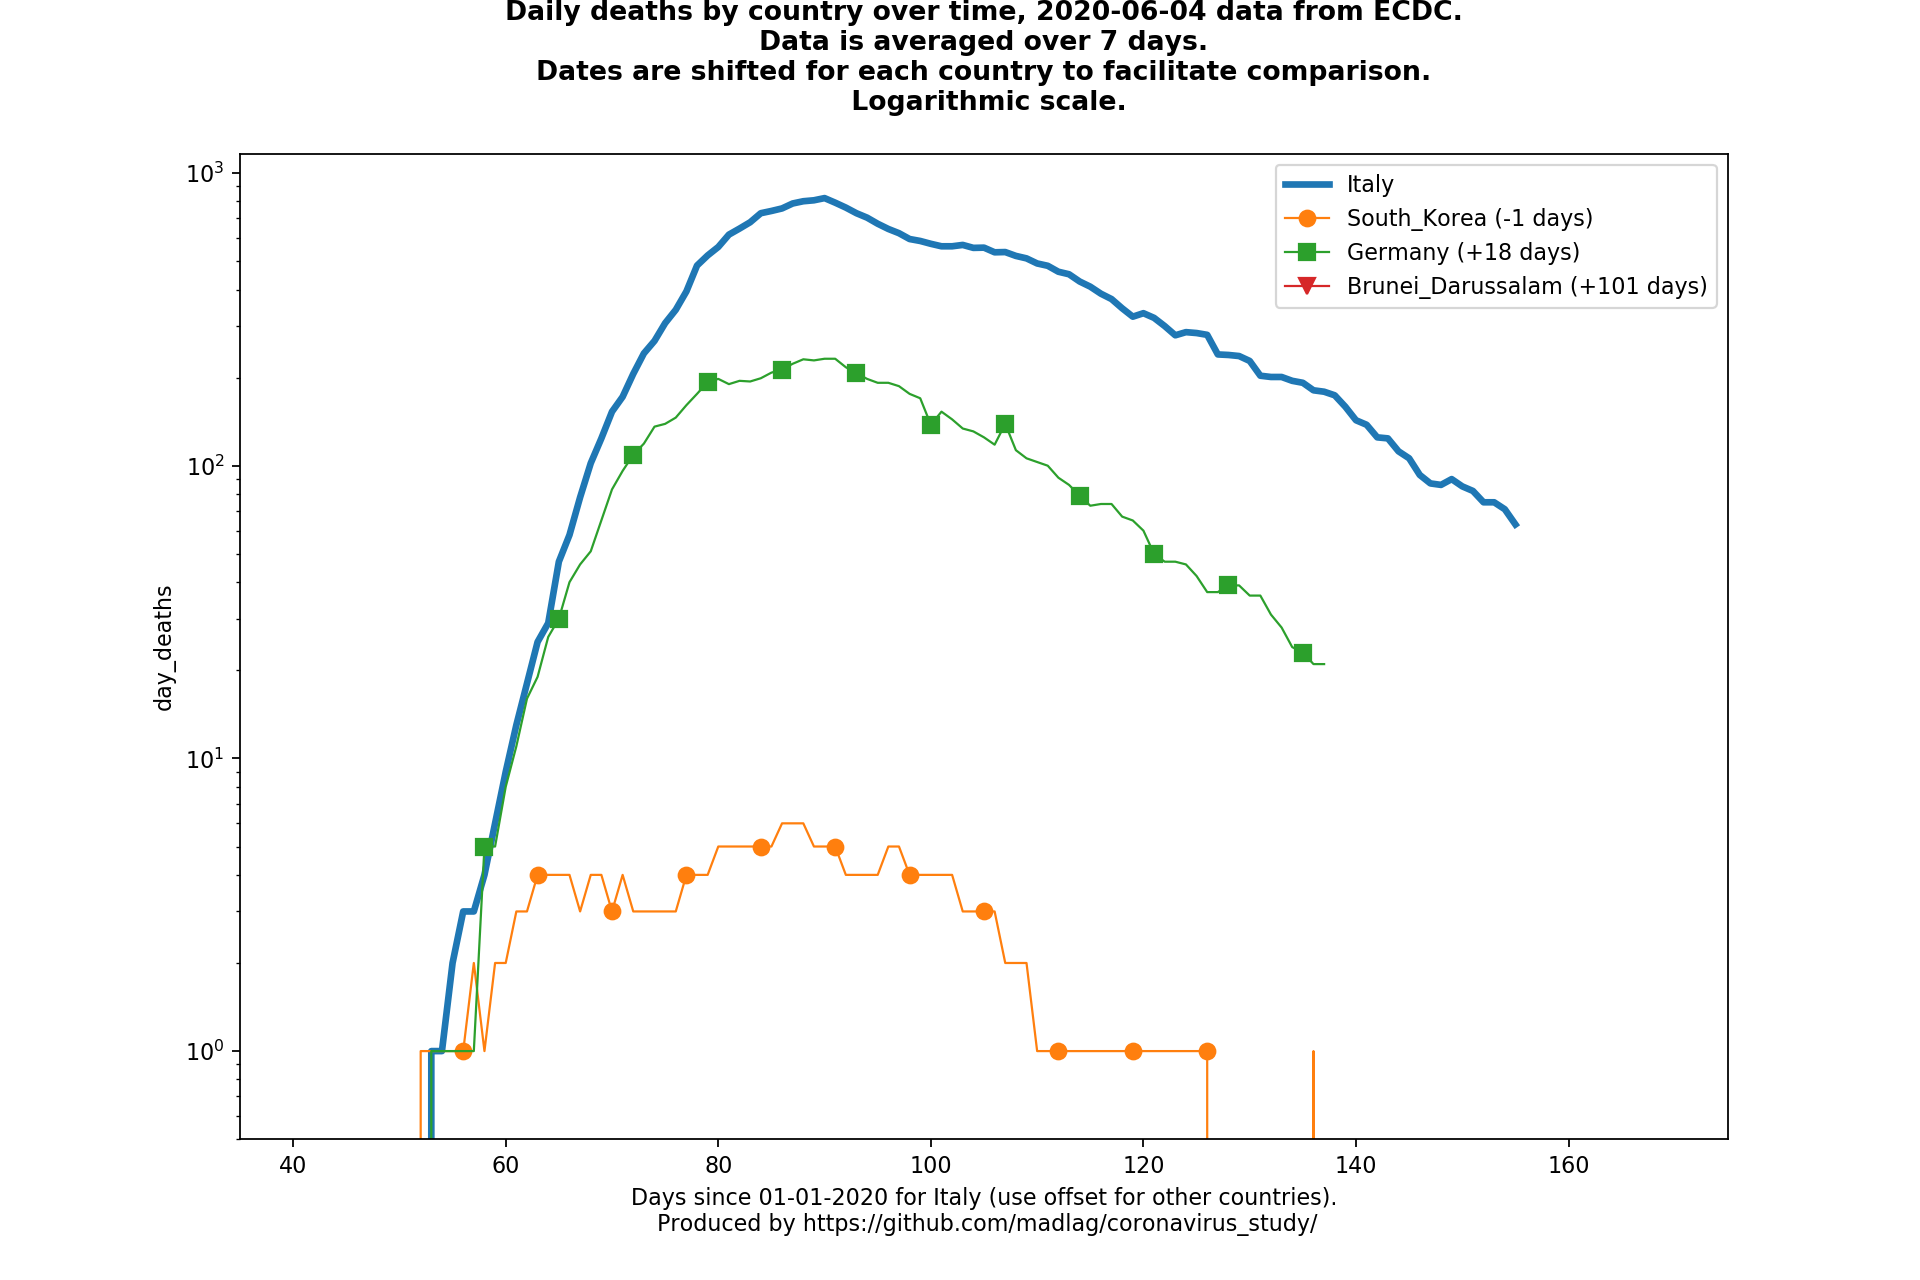 Daily deaths by country over time, 2020-06-04 data from ECDC.
Data is averaged over 7 days.
Dates are shifted for each country to facilitate comparison.
Logarithmic scale.
10³
Italy
South_Korea (-1 days)
Germany (+18 days)
Brunei_Darussalam (+101 days)
10²
day_deaths
10¹
10⁰
40 60 80 100 120 140 160
Days since 01-01-2020 for Italy (use offset for other countries).
Produced by https://github.com/madlag/coronavirus_study/